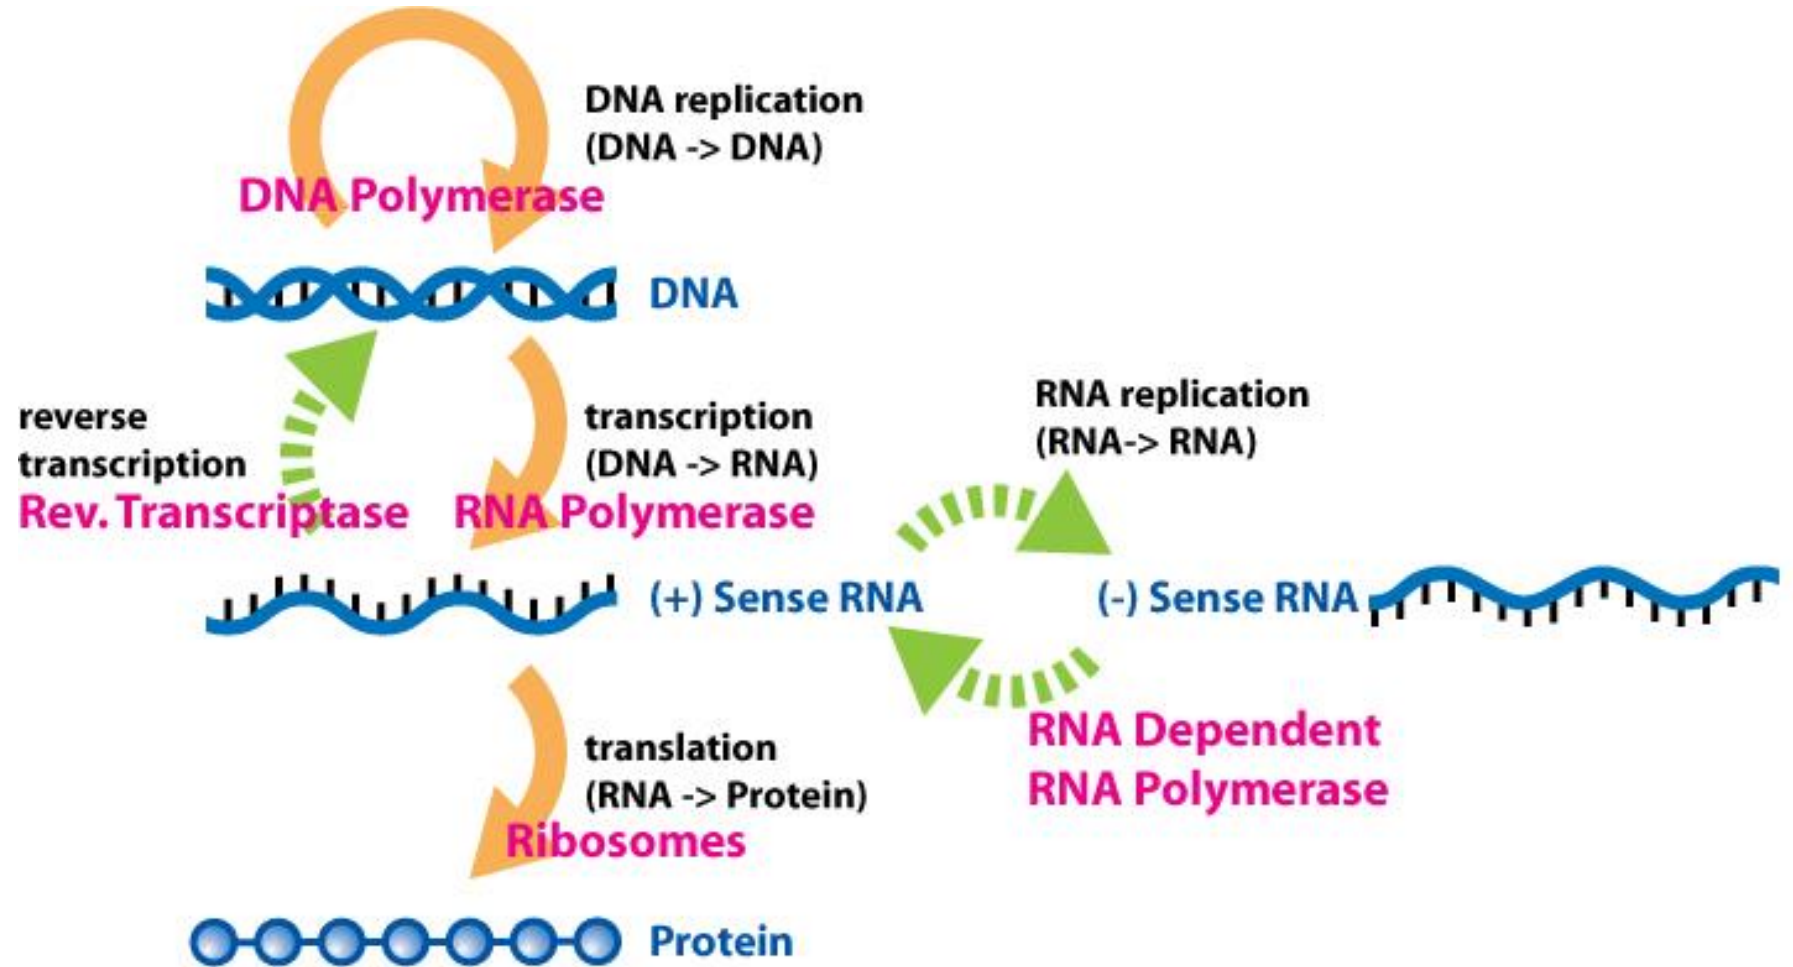 DNA replication
(DNA -> DNA)
DNA Polymerase
DNA
reverse
transcription
Rev. Transcriptase
transcription
(DNA -> RNA)
RNA Polymerase
RNA replication
(RNA-> RNA)
(+) Sense RNA
(-) Sense RNA
RNA Dependent
RNA Polymerase
translation
(RNA -> Protein)
Ribosomes
Protein